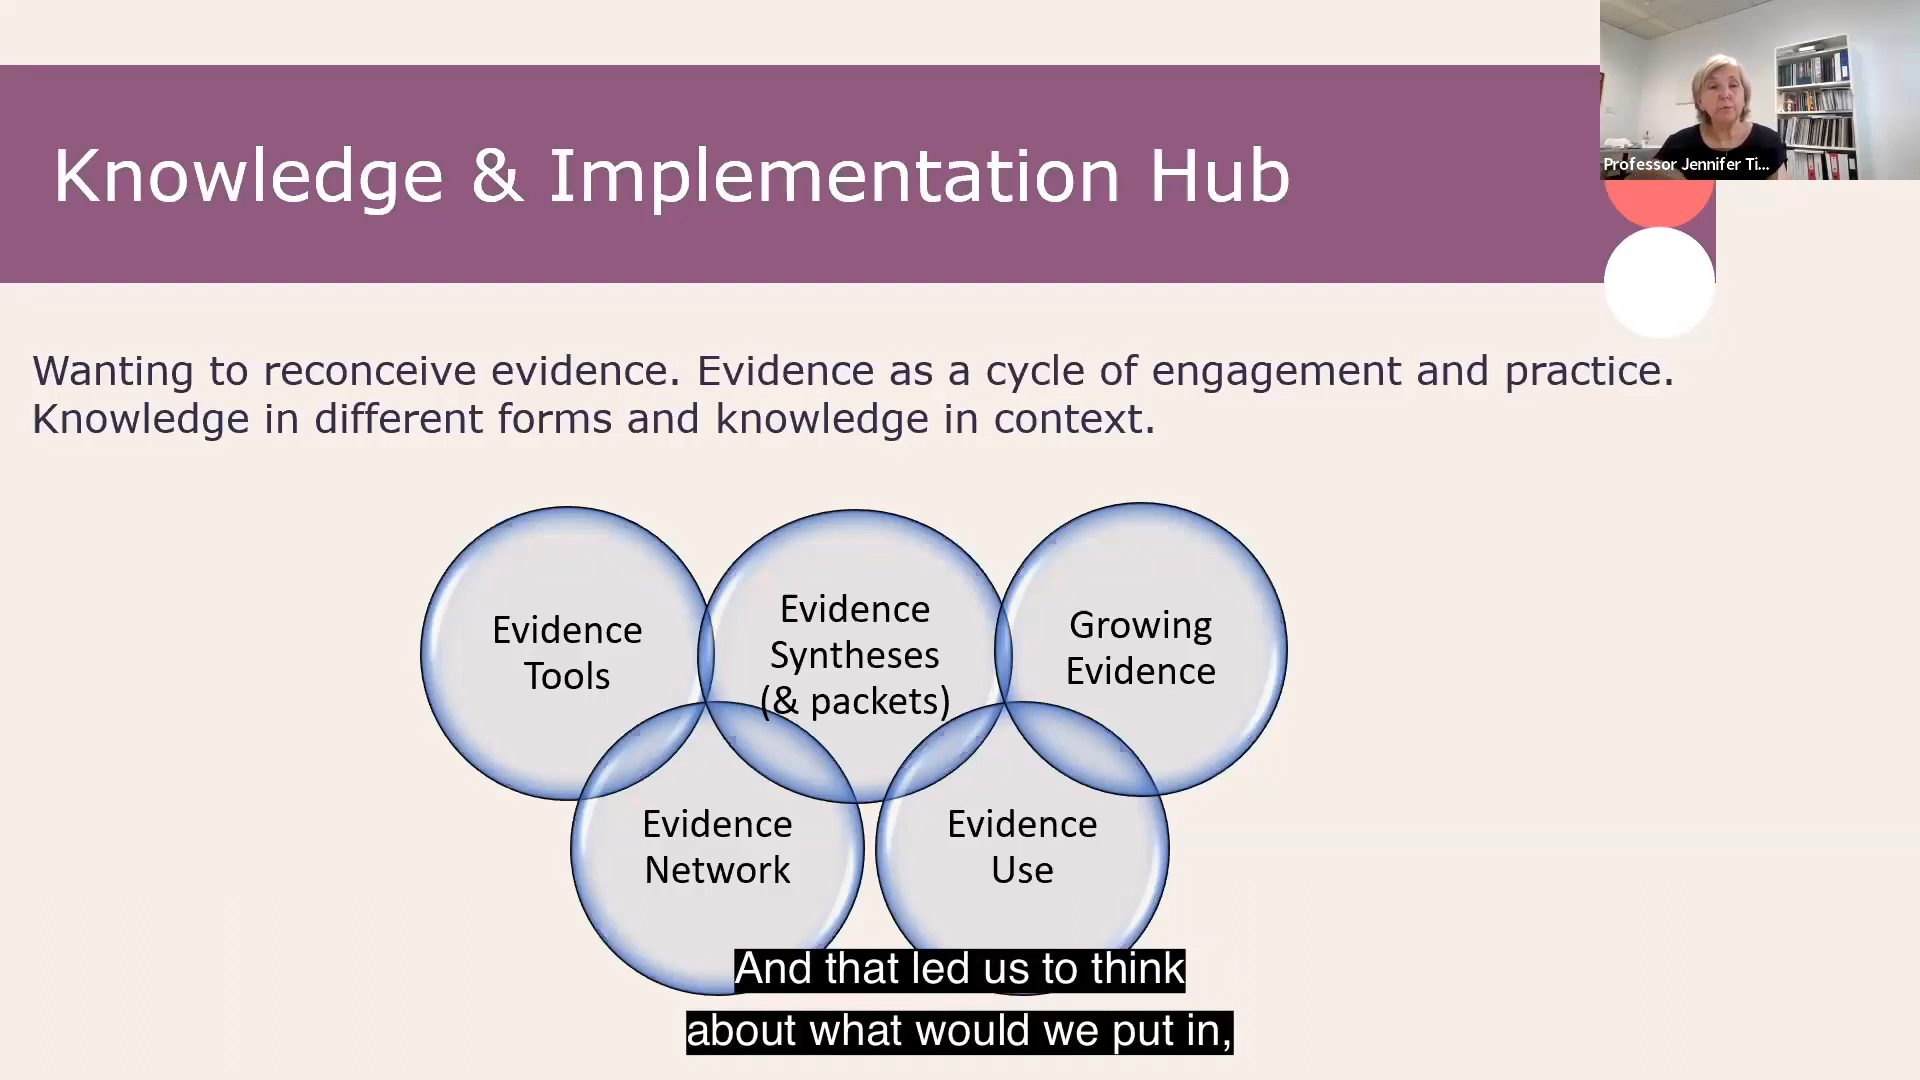 Knowledge & Implementation Hub
Professor Jennifer Ti...
Wanting to reconceive evidence. Evidence as a cycle of engagement and practice.
Knowledge in different forms and knowledge in context.
Evidence
Tools
Evidence
Syntheses
(& packets)
Growing
Evidence
Evidence
Network
Evidence
Use
And that led us to think
about what would we put in,